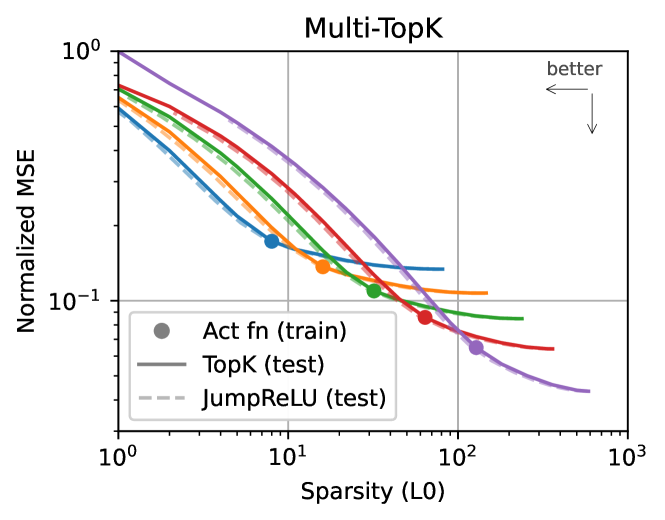 Multi-TopK
10⁰
better
Normalized MSE
10⁻¹
Act fn (train)
TopK (test)
JumpReLU (test)
10⁰ 10¹ 10² 10³
Sparsity (L0)